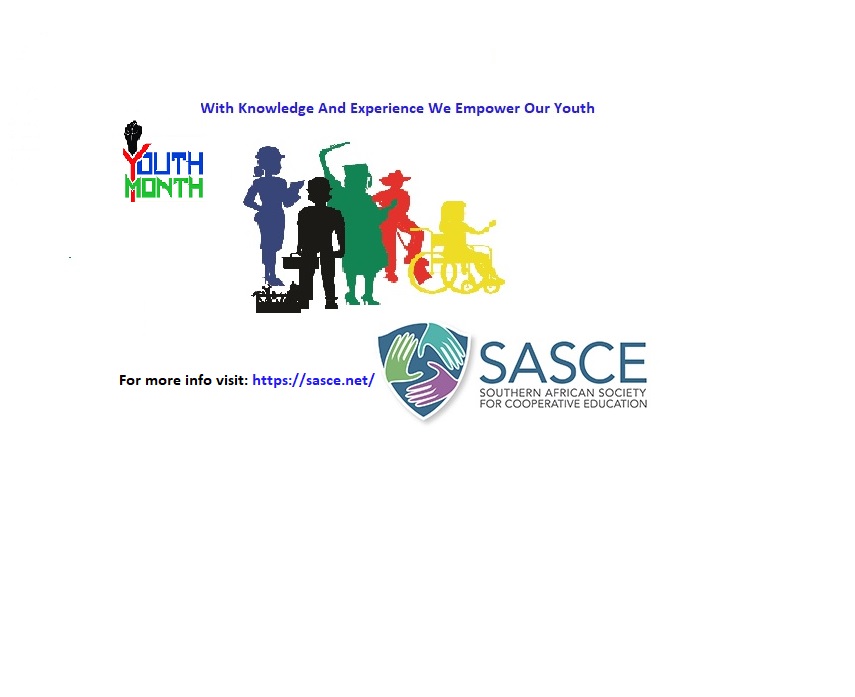 With Knowledge And Experience We Empower Our Youth
YOUTH
MONTH
For more info visit: https://sasce.net/
SASCE
SOUTHERN AFRICAN SOCIETY
FOR COOPERATIVE EDUCATION